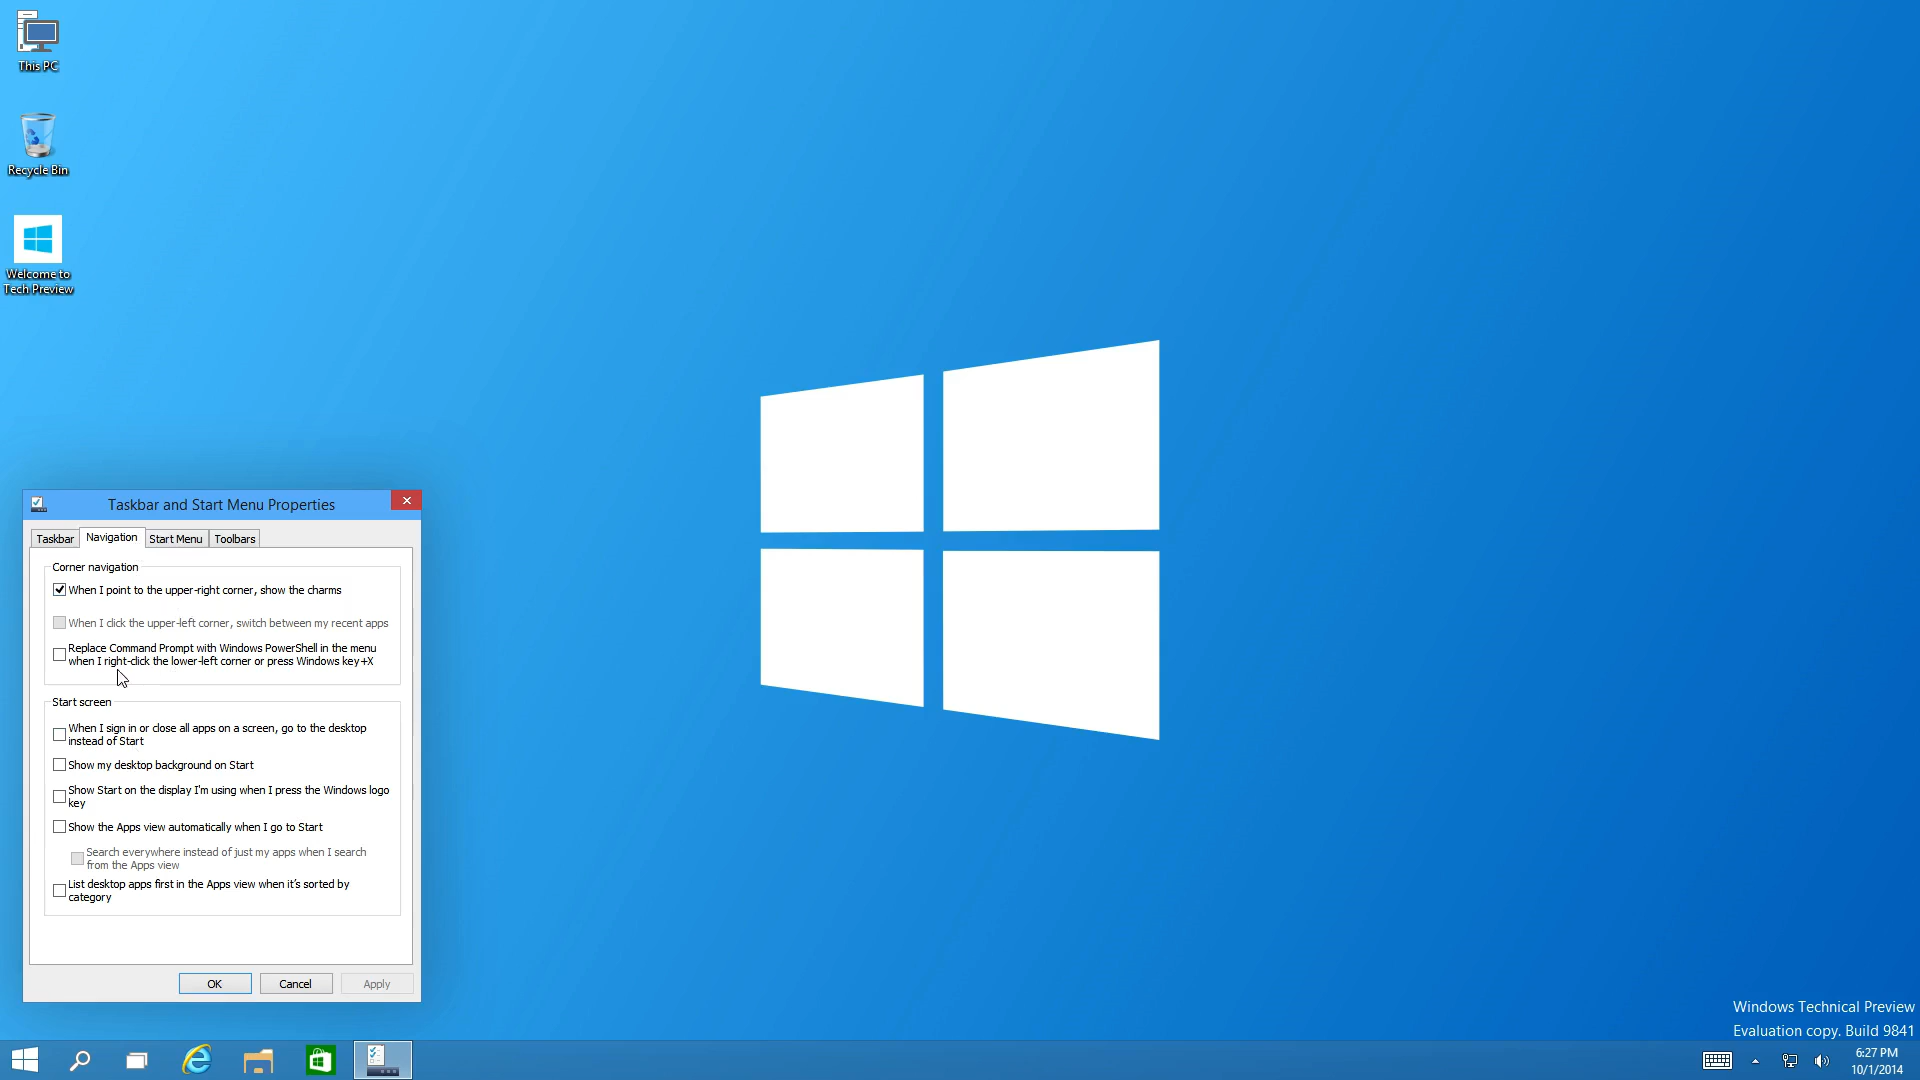 This PC
Recycle Bin
Welcome to
Tech Preview
Taskbar and Start Menu Properties
Taskbar
Navigation
Start Menu
Toolbars
Corner navigation
When I point to the upper-right corner, show the charms
When I click the upper-left corner, switch between my recent apps
Replace Command Prompt with Windows PowerShell in the menu
when I right-click the lower-left corner or press Windows key+X
Start screen
When I sign in or close all apps on a screen, go to the desktop
instead of Start
Show my desktop background on Start
Show Start on the display I'm using when I press the Windows logo
key
Show the Apps view automatically when I go to Start
Search everywhere instead of just my apps when I search
from the Apps view
List desktop apps first in the Apps view when it's sorted by
category
OK
Cancel
Apply
Windows Technical Preview
Evaluation copy. Build 9841
6:27 PM
10/1/2014